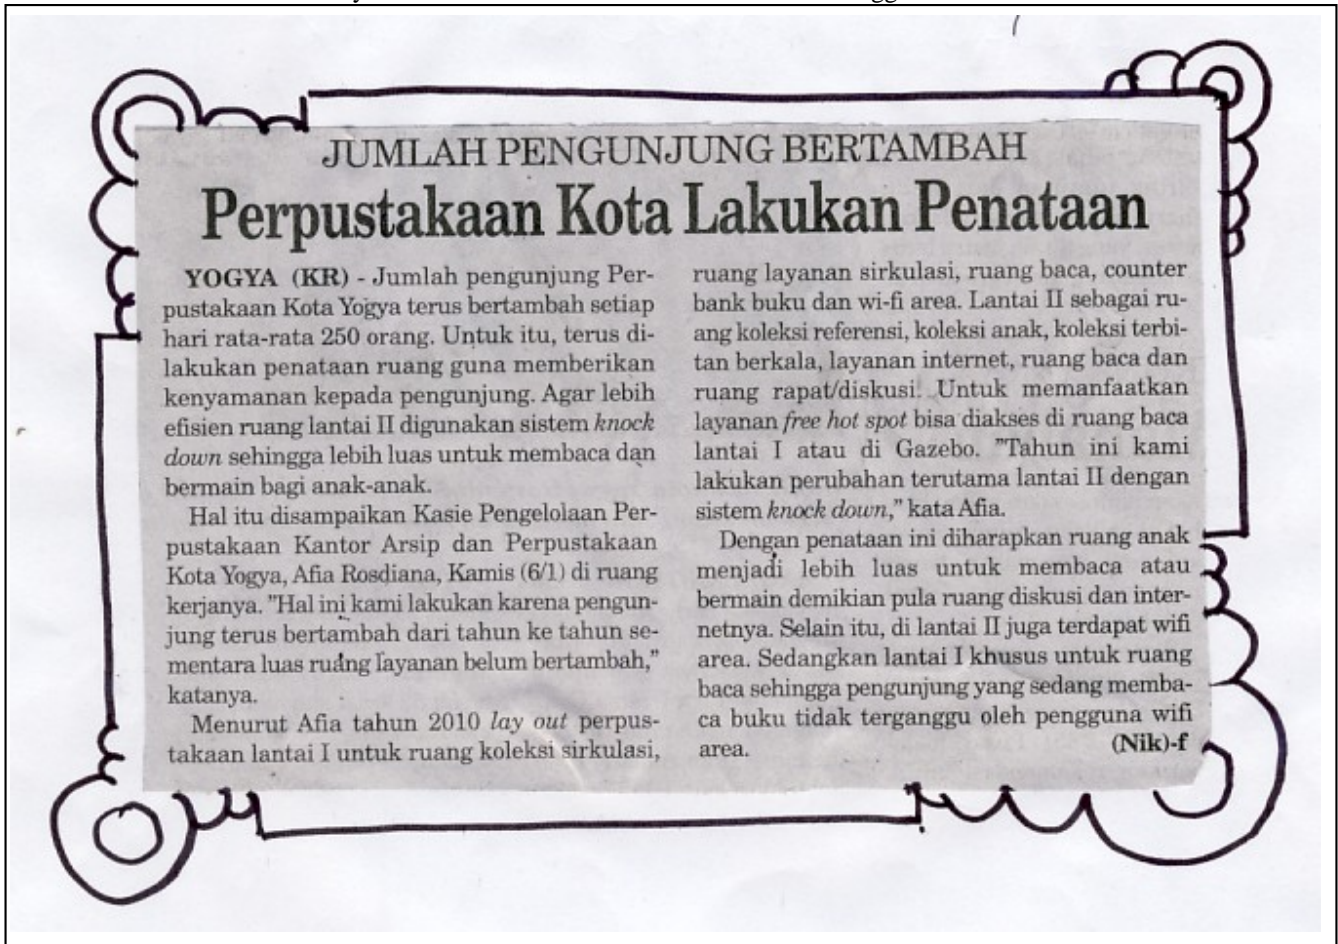 JUMLAH PENGUNJUNG BERTAMBAH
Perpustakaan Kota Lakukan Penataan
YOGYA (KR) - Jumlah pengunjung Per-
pustakaan Kota Yogya terus bertambah setiap
hari rata-rata 250 orang. Untuk itu, terus di-
lakukan penataan ruang guna memberikan
kenyamanan kepada pengunjung. Agar lebih
efisien ruang lantai II digunakan sistem knock
down sehingga lebih luas untuk membaca dan
bermain bagi anak-anak.
Hal itu disampaikan Kasie Pengelolaan Per-
pustakaan Kantor Arsip dan Perpustakaan
Kota Yogya, Afia Rosdiana, Kamis (6/1) di ruang
kerjanya. "Hal ini kami lakukan karena pengun-
jung terus bertambah dari tahun ke tahun se-
mentara luas ruang layanan belum bertambah,"
katanya.
Menurut Afia tahun 2010 lay out perpus-
takaan lantai I untuk ruang koleksi sirkulasi,
ruang layanan sirkulasi, ruang baca, counter
bank buku dan wi-fi area. Lantai II sebagai ru-
ang koleksi referensi, koleksi anak, koleksi terbi-
tan berkala, layanan internet, ruang baca dan
ruang rapat/diskusi. Untuk memanfaatkan
layanan free hot spot bisa diakses di ruang baca
lantai I atau di Gazebo. "Tahun ini kami
lakukan perubahan terutama lantai II dengan
sistem knock down," kata Afia.
Dengan penataan ini diharapkan ruang anak
menjadi lebih luas untuk membaca atau
bermain demikian pula ruang diskusi dan inter-
netnya. Selain itu, di lantai II juga terdapat wifi
area. Sedangkan lantai I khusus untuk ruang
baca sehingga pengunjung yang sedang memba-
ca buku tidak terganggu oleh pengguna wifi
area. (Nik)-f